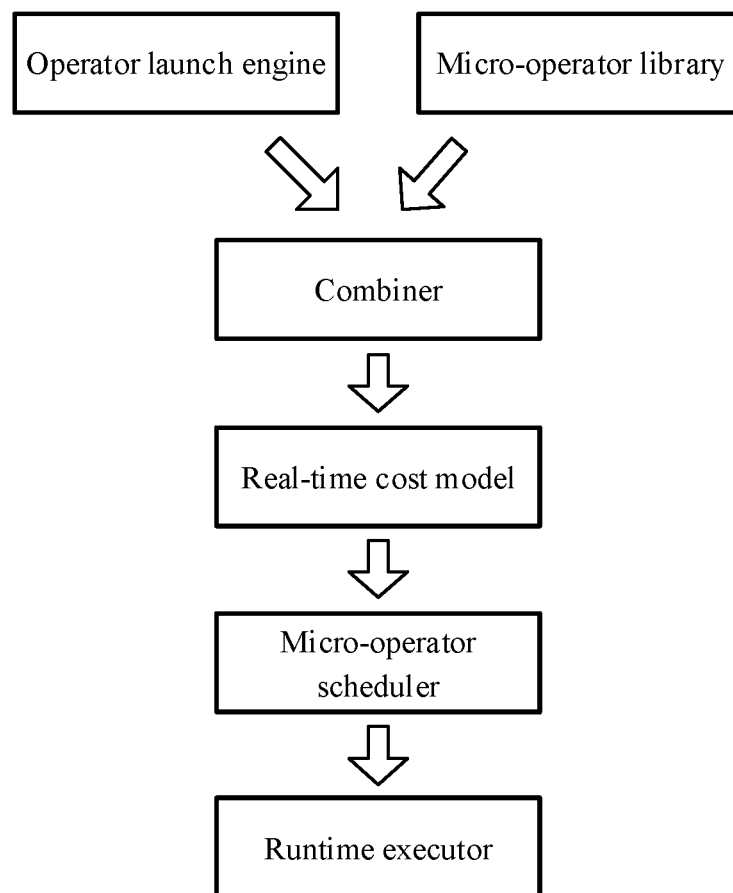 Operator launch engine
Micro-operator library
Combiner
Real-time cost model
Micro-operator
scheduler
Runtime executor